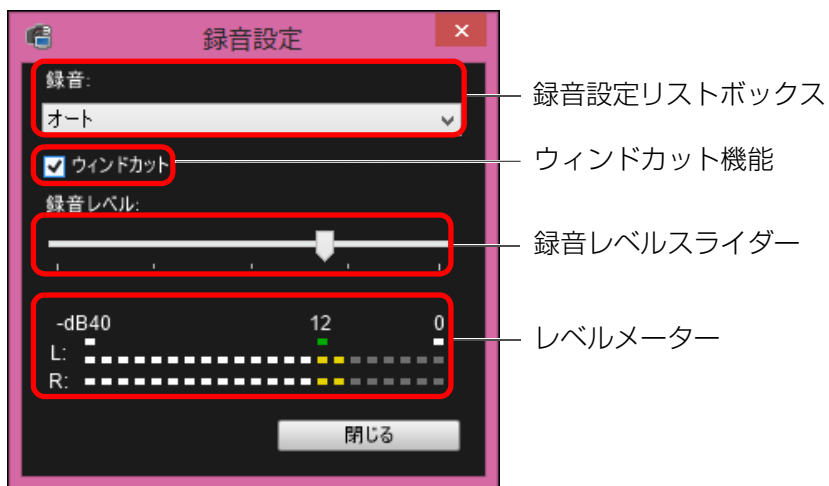 録音設定
×
録音:
オート
録音設定リストボックス
ウィンドカット
ウィンドカット機能
録音レベル:
録音レベルスライダー
-dB40 12 0
L:
R:
レベルメーター
閉じる